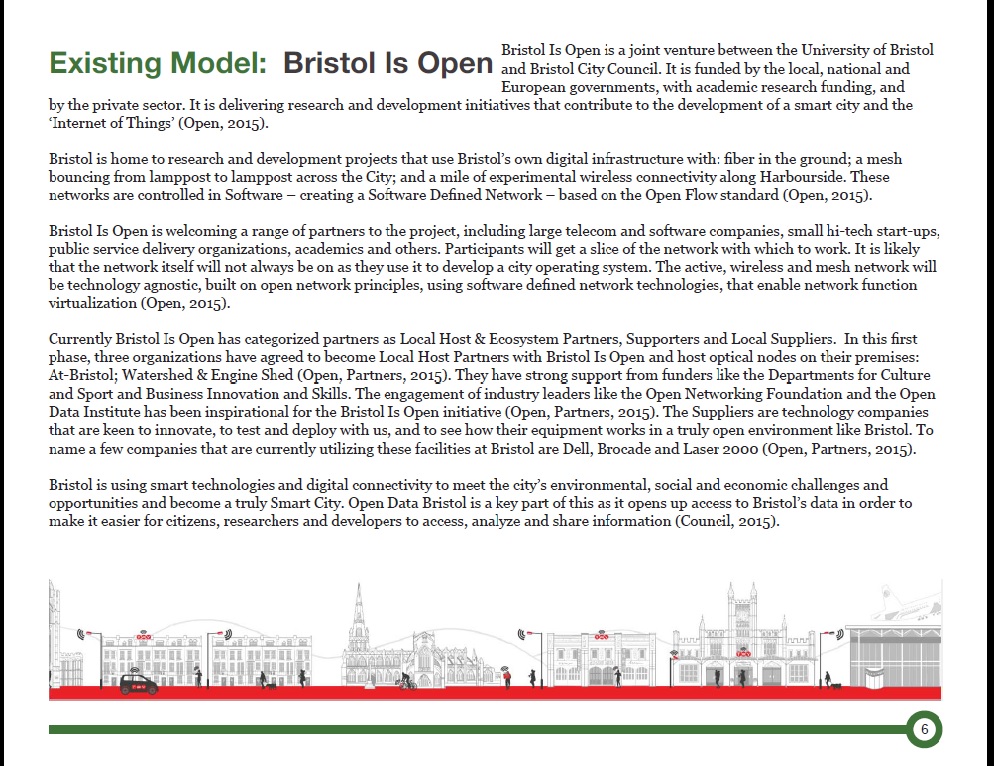 Existing Model: Bristol Is Open
Bristol Is Open is a joint venture between the University of Bristol
and Bristol City Council. It is funded by the local, national and
European governments, with academic research funding, and
by the private sector. It is delivering research and development initiatives that contribute to the development of a smart city and the
‘Internet of Things’ (Open, 2015).
Bristol is home to research and development projects that use Bristol’s own digital infrastructure with: fiber in the ground; a mesh
bouncing from lamppost to lamppost across the City; and a mile of experimental wireless connectivity along Harbourside. These
networks are controlled in Software – creating a Software Defined Network – based on the Open Flow standard (Open, 2015).
Bristol Is Open is welcoming a range of partners to the project, including large telecom and software companies, small hi-tech start-ups,
public service delivery organizations, academics and others. Participants will get a slice of the network with which to work. It is likely
that the network itself will not always be on as they use it to develop a city operating system. The active, wireless and mesh network will
be technology agnostic, built on open network principles, using software defined network technologies, that enable network function
virtualization (Open, 2015).
Currently Bristol Is Open has categorized partners as Local Host & Ecosystem Partners, Supporters and Local Suppliers.  In this first
phase, three organizations have agreed to become Local Host Partners with Bristol Is Open and host optical nodes on their premises:
At-Bristol; Watershed & Engine Shed (Open, Partners, 2015). They have strong support from funders like the Departments for Culture
and Sport and Business Innovation and Skills. The engagement of industry leaders like the Open Networking Foundation and the Open
Data Institute has been inspirational for the Bristol Is Open initiative (Open, Partners, 2015). The Suppliers are technology companies
that are keen to innovate, to test and deploy with us, and to see how their equipment works in a truly open environment like Bristol. To
name a few companies that are currently utilizing these facilities at Bristol are Dell, Brocade and Laser 2000 (Open, Partners, 2015).
Bristol is using smart technologies and digital connectivity to meet the city’s environmental, social and economic challenges and
opportunities and become a truly Smart City. Open Data Bristol is a key part of this as it opens up access to Bristol’s data in order to
make it easier for citizens, researchers and developers to access, analyze and share information (Council, 2015).
6